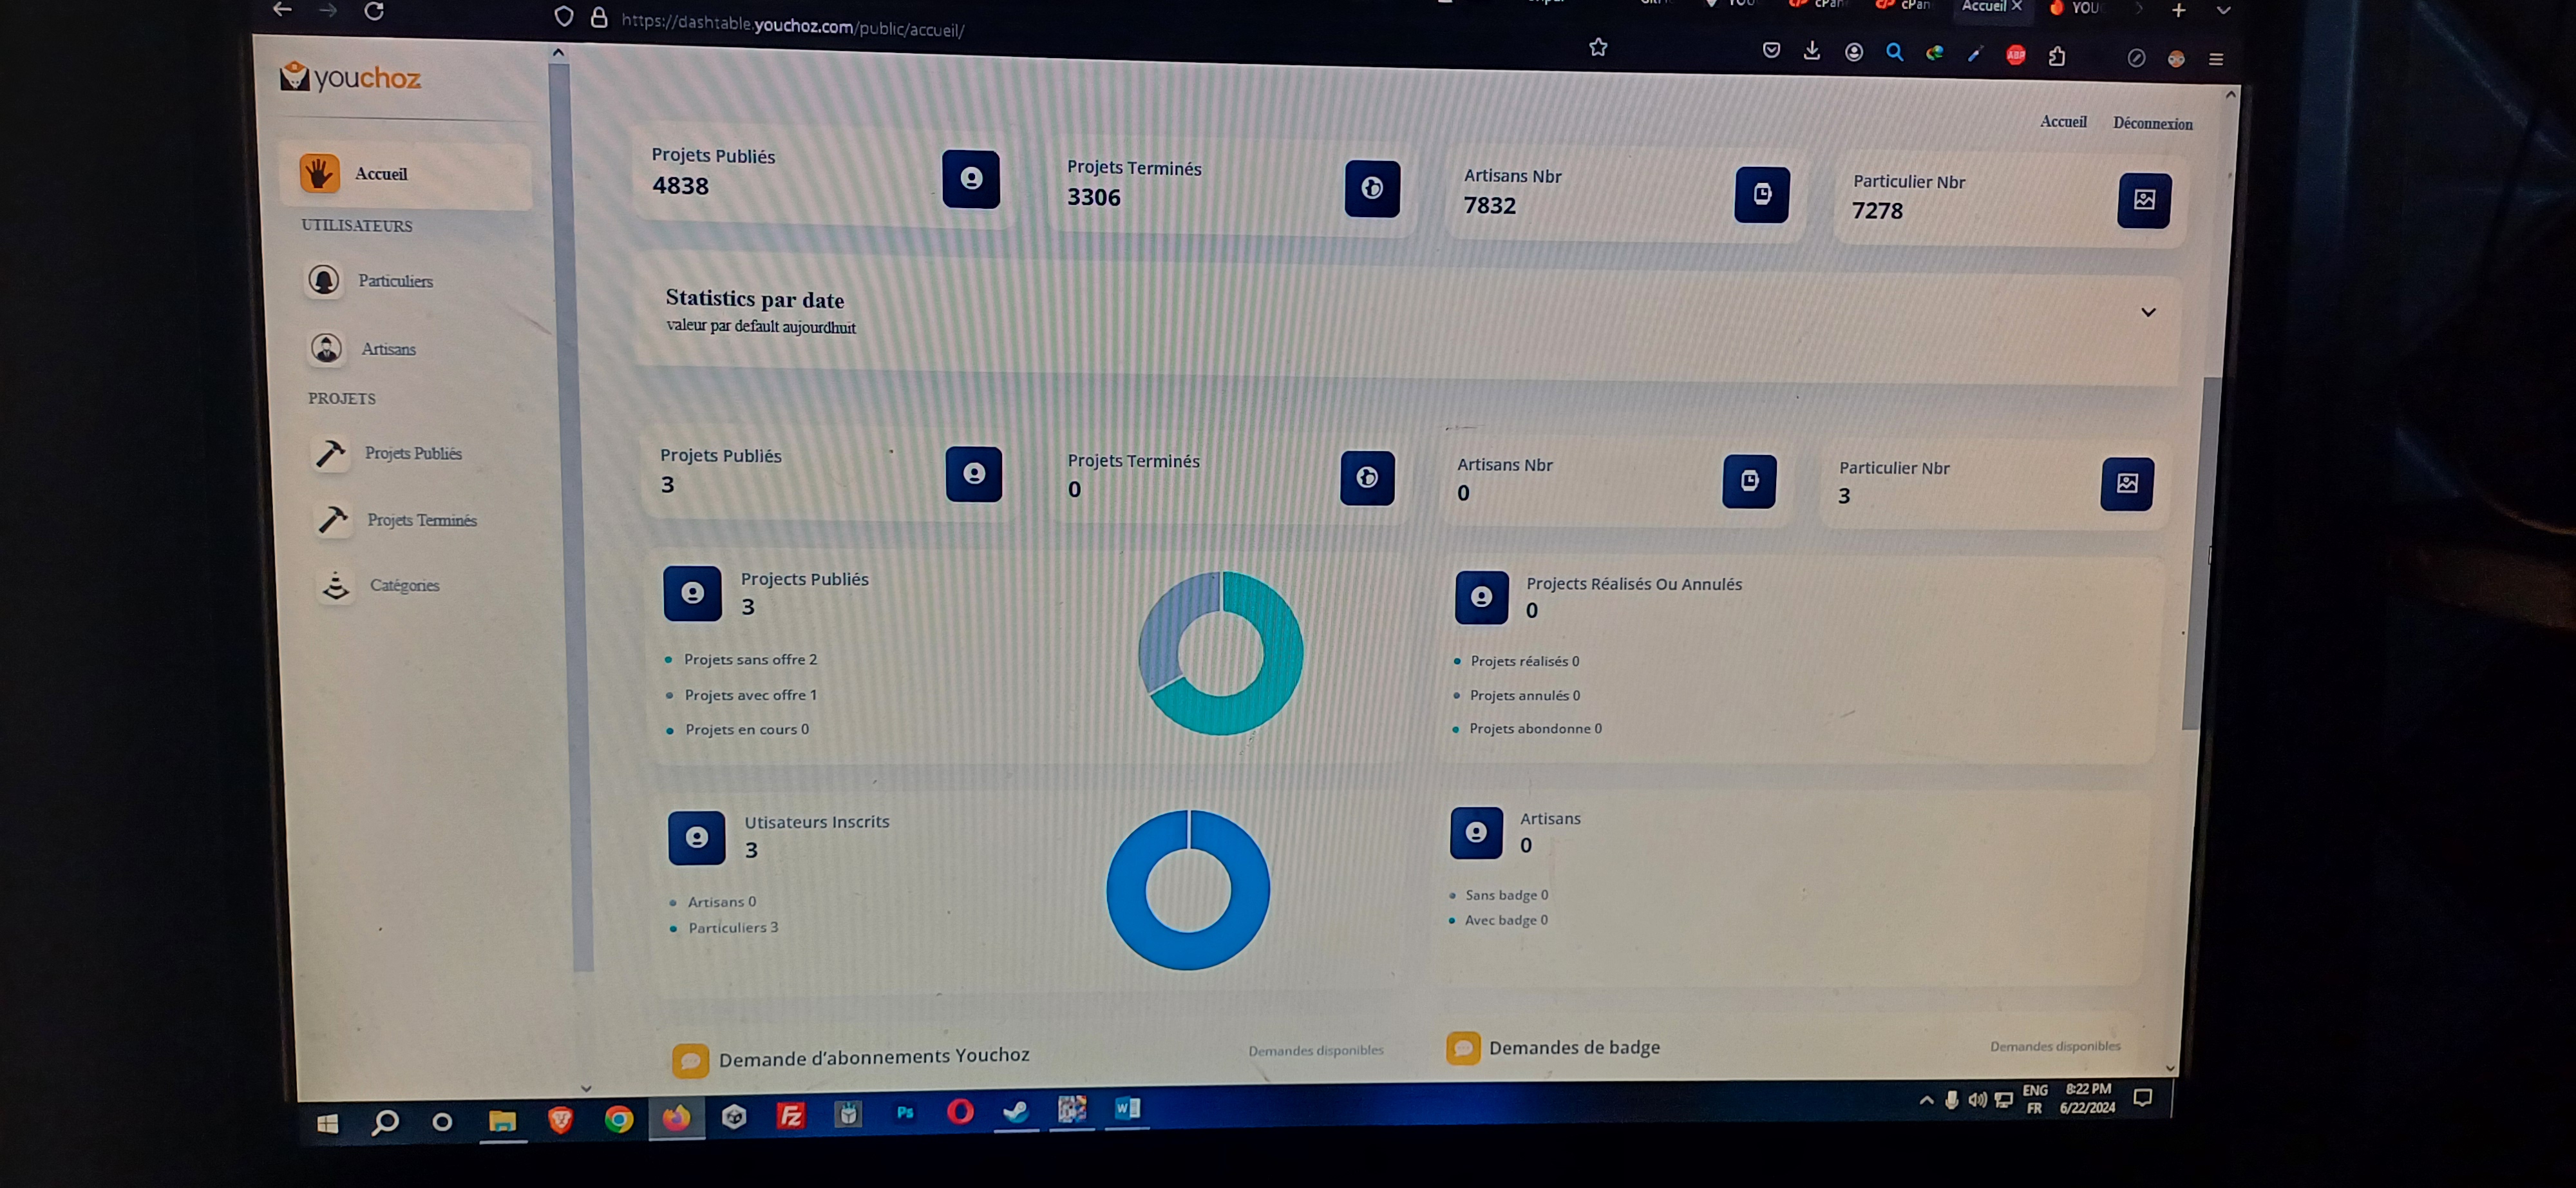 https://dashtable.youchoz.com/public/accueil/
cPan
cPan
Accueil
YOU
youchoz
Accueil
Déconnexion
Accueil
UTILISATEURS
Particuliers
Artisans
PROJETS
Projets Publiés
Projets Terminés
Catégories
Projets Publiés
4838
Projets Terminés
3306
Artisans Nbr
7832
Particulier Nbr
7278
Statistics par date
valeur par default aujourdhuit
Projets Publiés
3
Projets Terminés
0
Artisans Nbr
0
Particulier Nbr
3
Projects Publiés
3
Projets sans offre 2
Projets avec offre 1
Projets en cours 0
Projects Réalisés Ou Annulés
0
Projets réalisés 0
Projets annulés 0
Projets abondonne 0
Utisateurs Inscrits
3
Artisans 0
Particuliers 3
Artisans
0
Sans badge 0
Avec badge 0
Demande d'abonnements Youchoz
Demandes disponibles
Demandes de badge
Demandes disponibles
ABP
Fz
Ps
W
ENG
FR
8:22 PM
6/22/2024